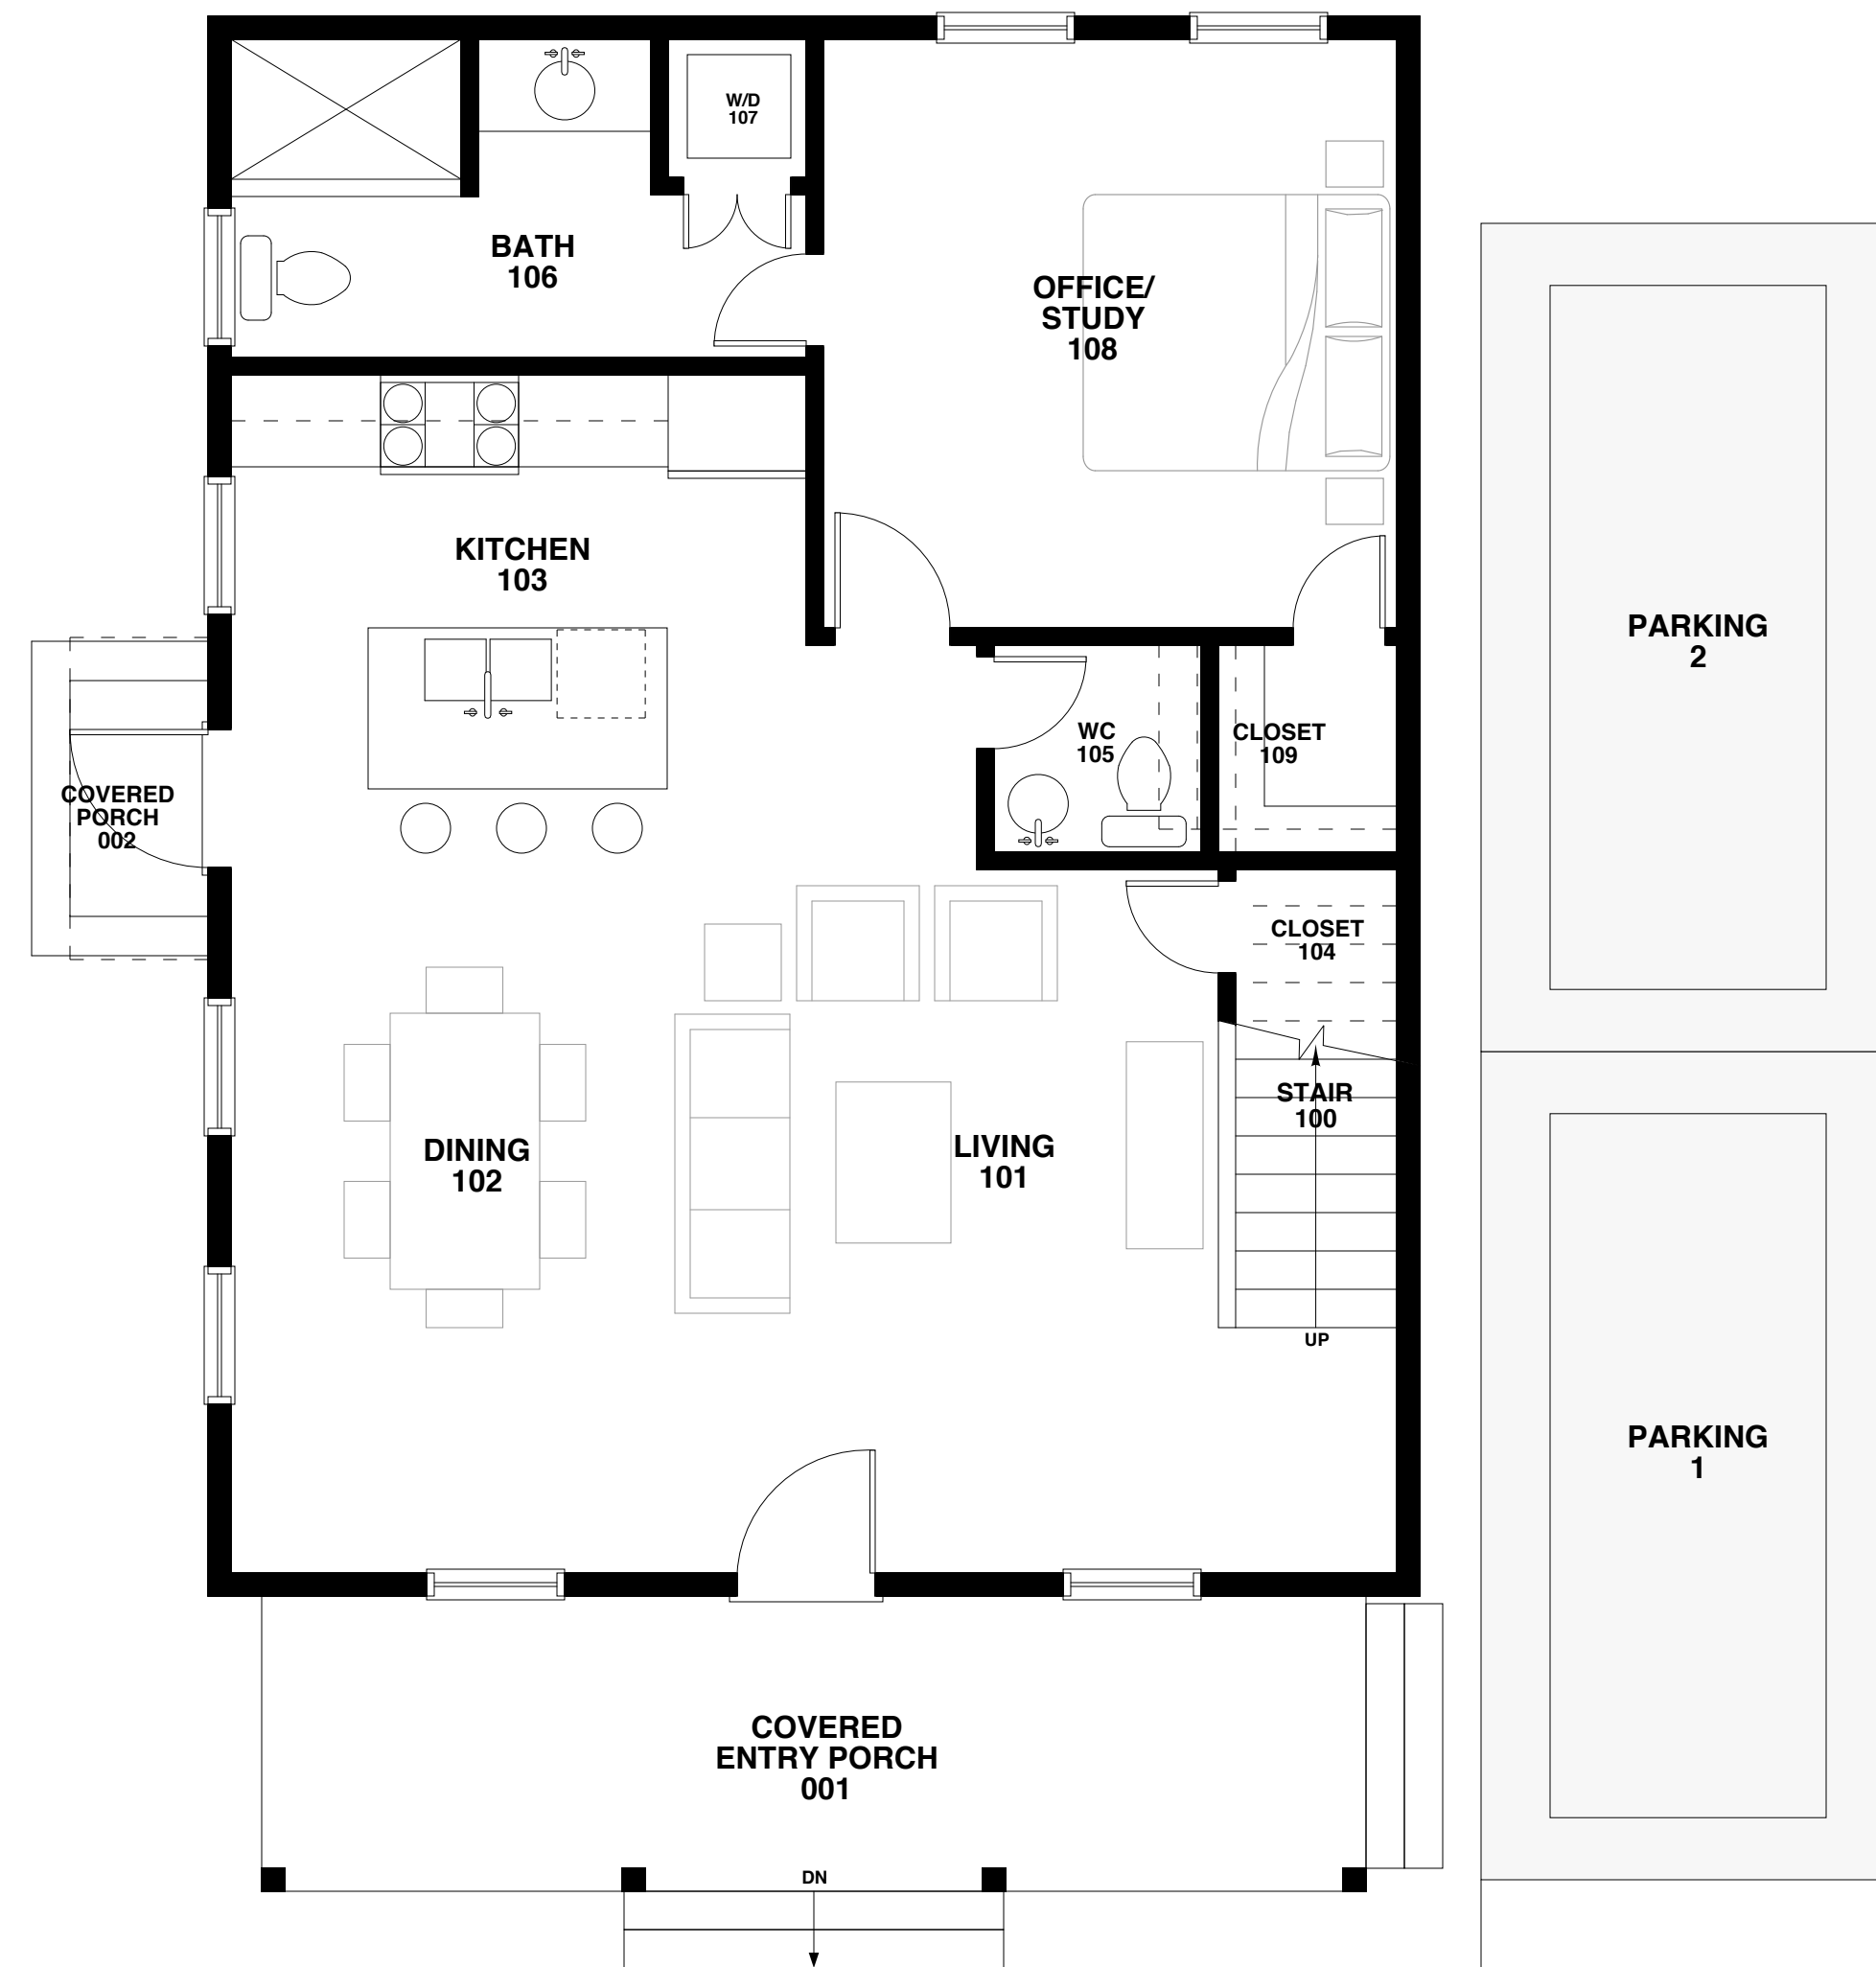 W/D
107
BATH
106
OFFICE/
STUDY
108
KITCHEN
103
PARKING
2
WC
105
CLOSET
109
COVERED
PORCH
002
CLOSET
104
STAIR
100
DINING
102
LIVING
101
UP
PARKING
1
COVERED
ENTRY PORCH
001
DN